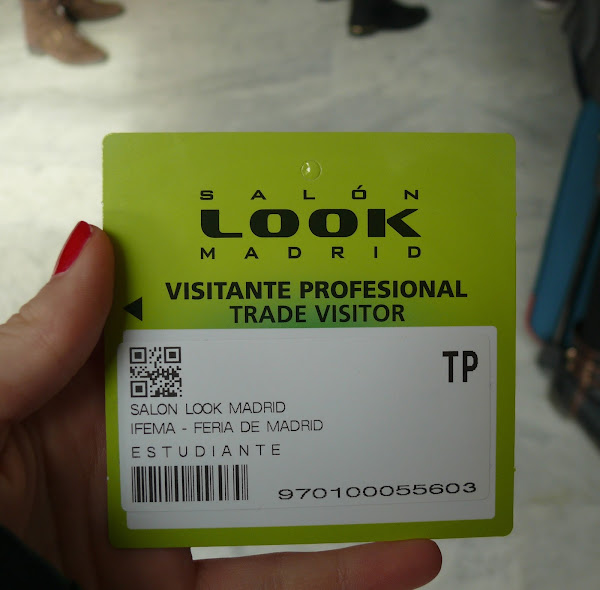 SALÓN
LOOK
MADRID
VISITANTE PROFESIONAL
TRADE VISITOR
TP
SALON LOOK MADRID
IFEMA - FERIA DE MADRID
ESTUDIANTE
970100055603